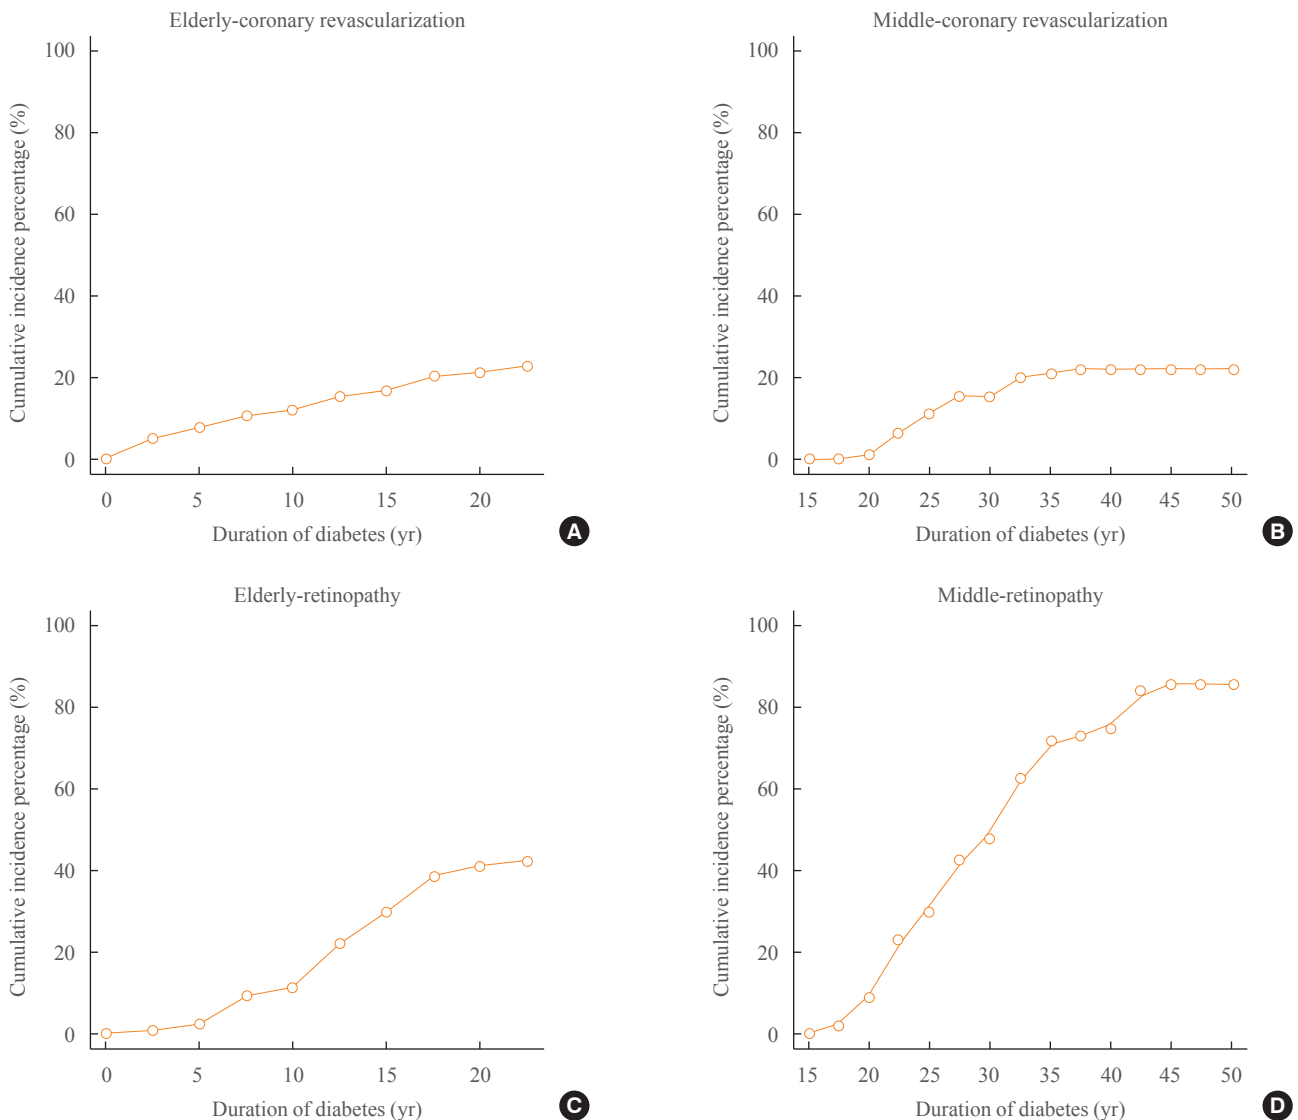 Elderly-coronary revascularization
Cumulative incidence percentage (%)
100
80
60
40
20
0
0 5 10 15 20
Duration of diabetes (yr)
A
Middle-coronary revascularization
Cumulative incidence percentage (%)
100
80
60
40
20
0
15 20 25 30 35 40 45 50
Duration of diabetes (yr)
B
Elderly-retinopathy
Cumulative incidence percentage (%)
100
80
60
40
20
0
0 5 10 15 20
Duration of diabetes (yr)
C
Middle-retinopathy
Cumulative incidence percentage (%)
100
80
60
40
20
0
15 20 25 30 35 40 45 50
Duration of diabetes (yr)
D